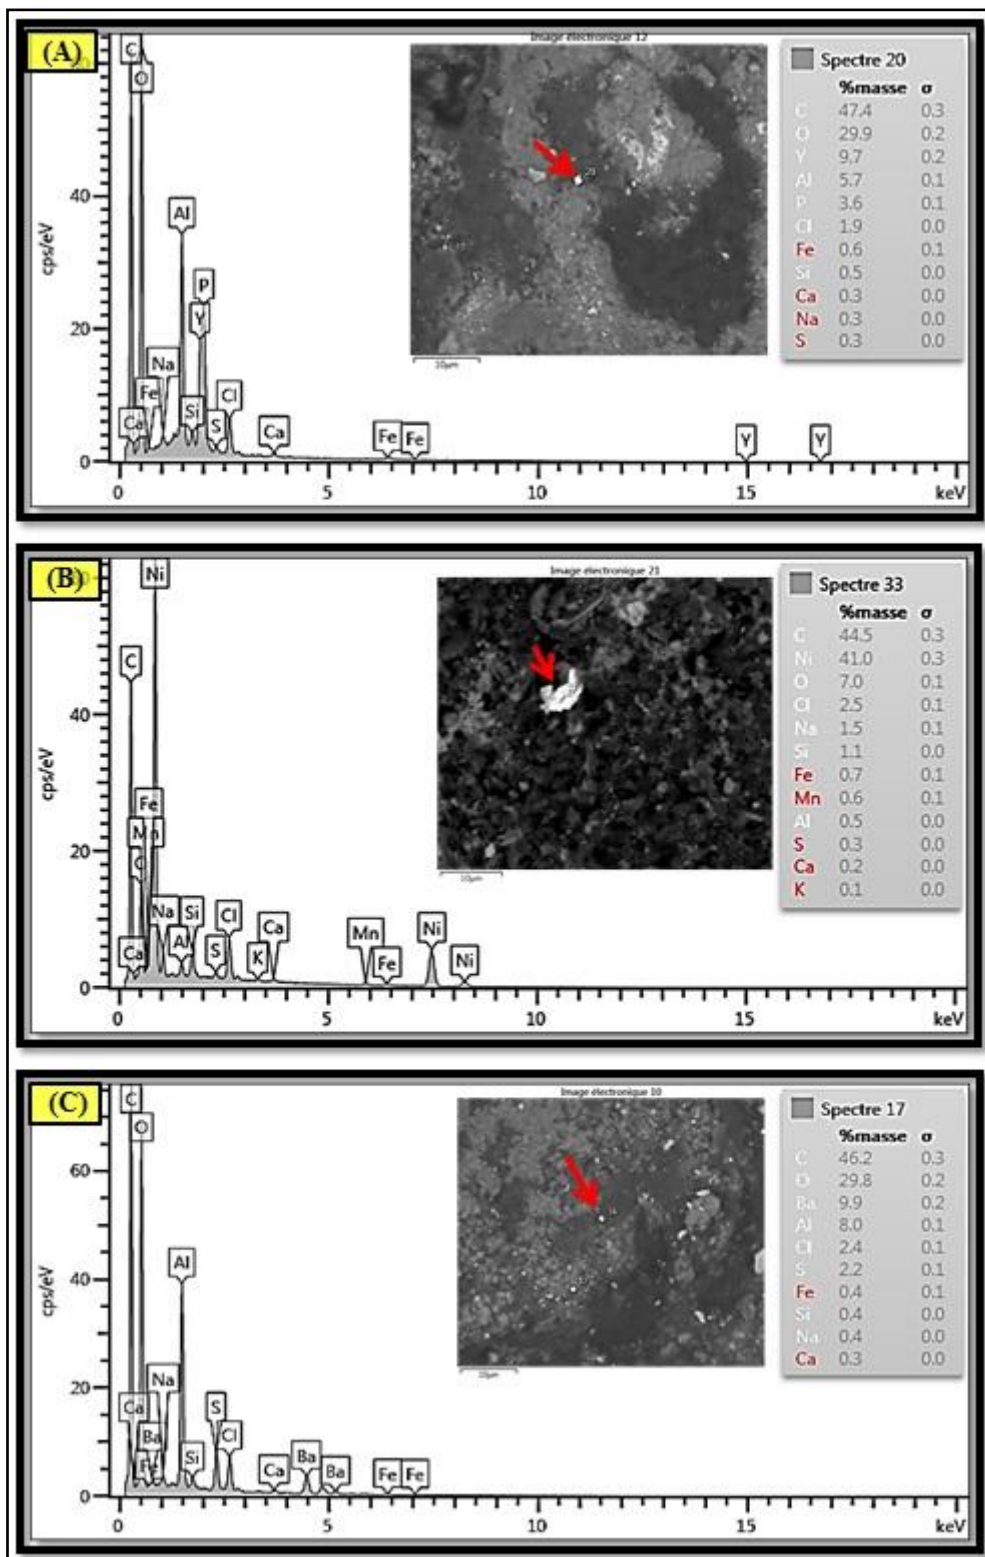 (A)
Image électronique 12
Spectre 20
%masse σ
C 47.4 0.3
O 29.9 0.2
Y 9.7 0.2
Al 5.7 0.1
P 3.6 0.1
Cl 1.9 0.0
Fe 0.6 0.1
Si 0.5 0.0
Ca 0.3 0.0
Na 0.3 0.0
S 0.3 0.0
10µm
cps/eV
40
20
0
C
O
Al
P
Y
Na
Fe
Ca
Si
S
Cl
Ca
Fe
Fe
Y
Y
0 5 10 15 keV
(B)
Image électronique 21
Spectre 33
%masse σ
C 44.5 0.3
Ni 41.0 0.3
O 7.0 0.1
Cl 2.5 0.1
Na 1.5 0.1
Si 1.1 0.0
Fe 0.7 0.1
Mn 0.6 0.1
Al 0.5 0.0
S 0.3 0.0
Ca 0.2 0.0
K 0.1 0.0
10µm
cps/eV
40
20
0
Ni
C
Fe
Mn
Na
Si
Al
Ca
S
Cl
K
Ca
Mn
Fe
Ni
Ni
0 5 10 15 keV
(C)
Image électronique 10
Spectre 17
%masse σ
C 46.2 0.3
O 29.8 0.2
Ba 9.9 0.2
Al 8.0 0.1
Cl 2.4 0.1
S 2.2 0.1
Fe 0.4 0.1
Si 0.4 0.0
Na 0.4 0.0
Ca 0.3 0.0
10µm
cps/eV
60
40
20
0
C
O
Al
Na
Ca
Ba
Fe
Si
S
Cl
Ca
Ba
Ba
Fe
Fe
0 5 10 15 keV